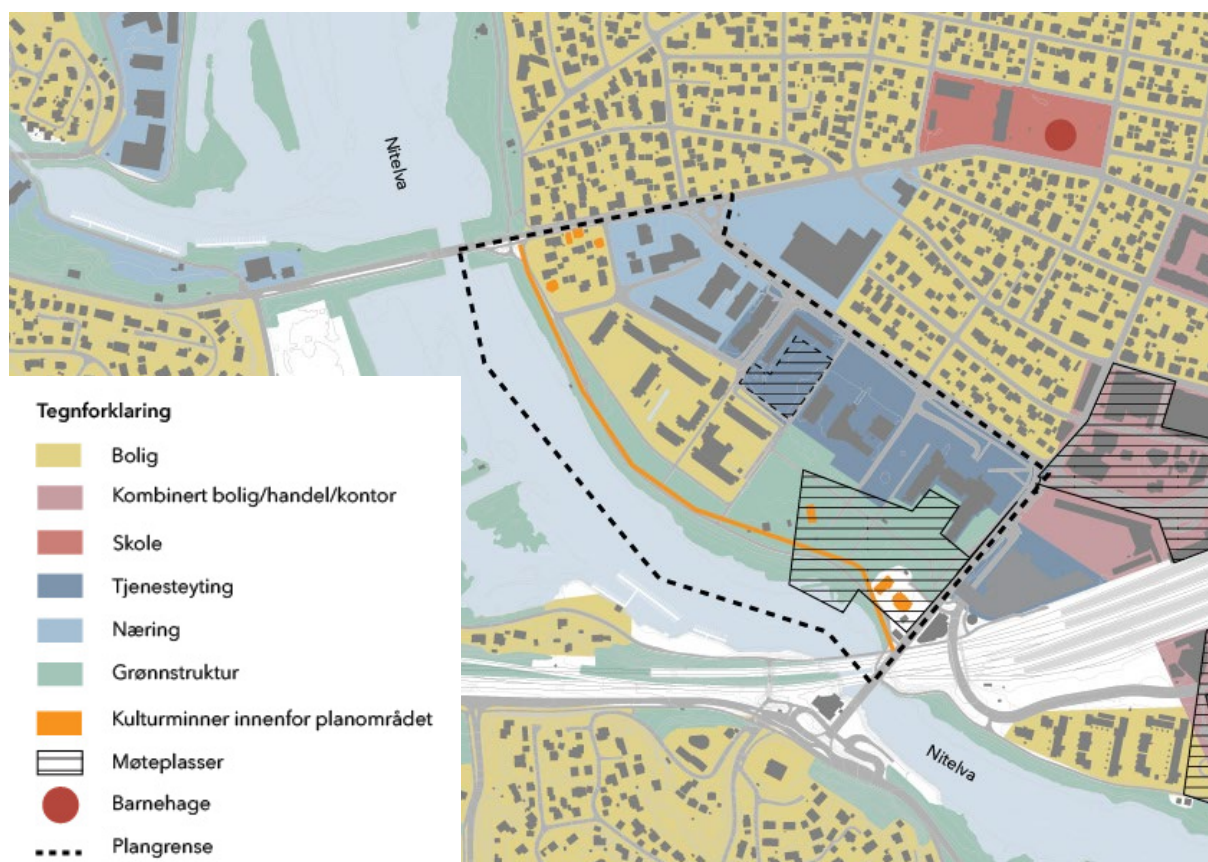 Nitelva
Tegnforklaring
Bolig
Kombinert bolig/handel/kontor
Skole
Tjenesteyting
Næring
Grønnstruktur
Kulturminner innenfor planområdet
Møteplasser
Barnehage
Plangrense
Nitelva